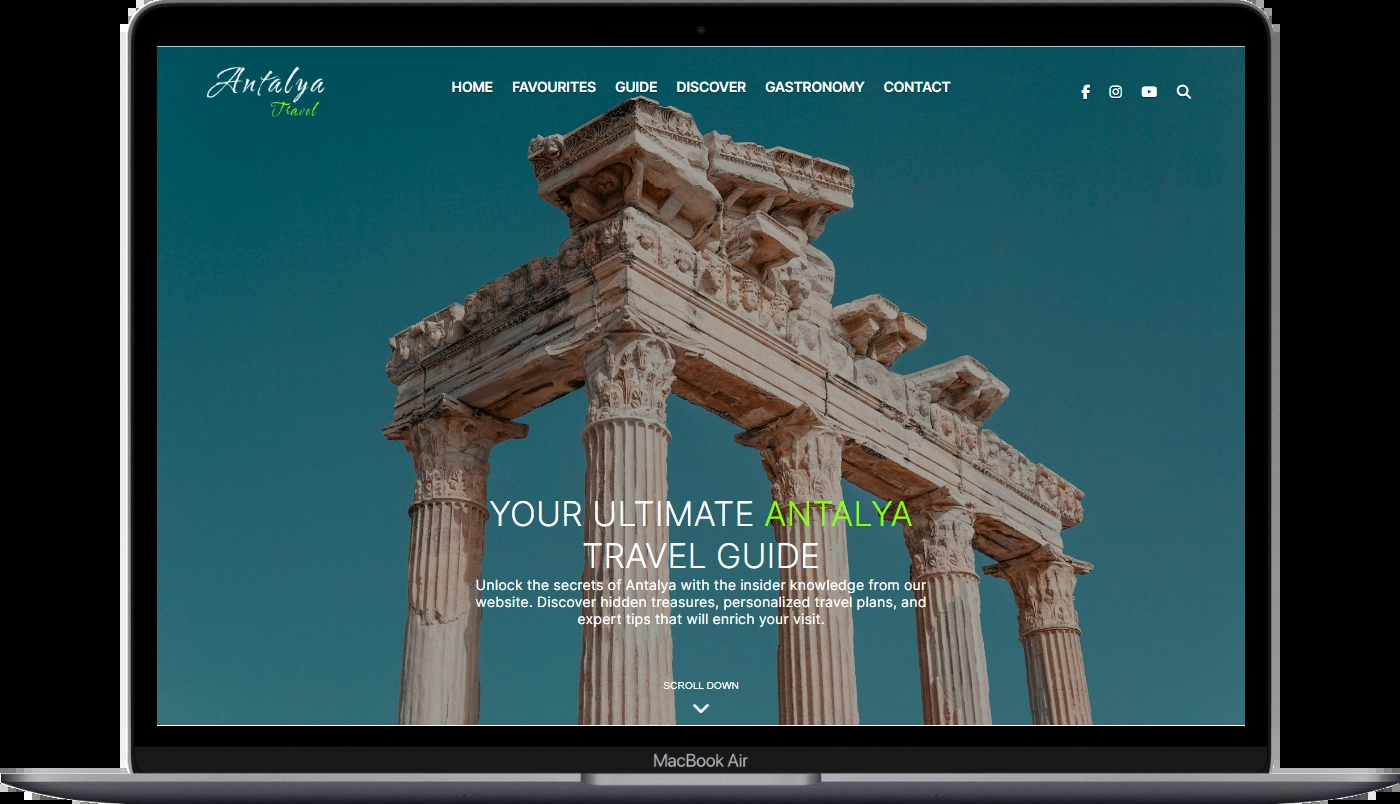 Antalya
Travel
HOME FAVOURITES GUIDE DISCOVER GASTRONOMY CONTACT
YOUR ULTIMATE ANTALYA
TRAVEL GUIDE
Unlock the secrets of Antalya with the insider knowledge from our
website. Discover hidden treasures, personalized travel plans, and
expert tips that will enrich your visit.
SCROLL DOWN
MacBook Air